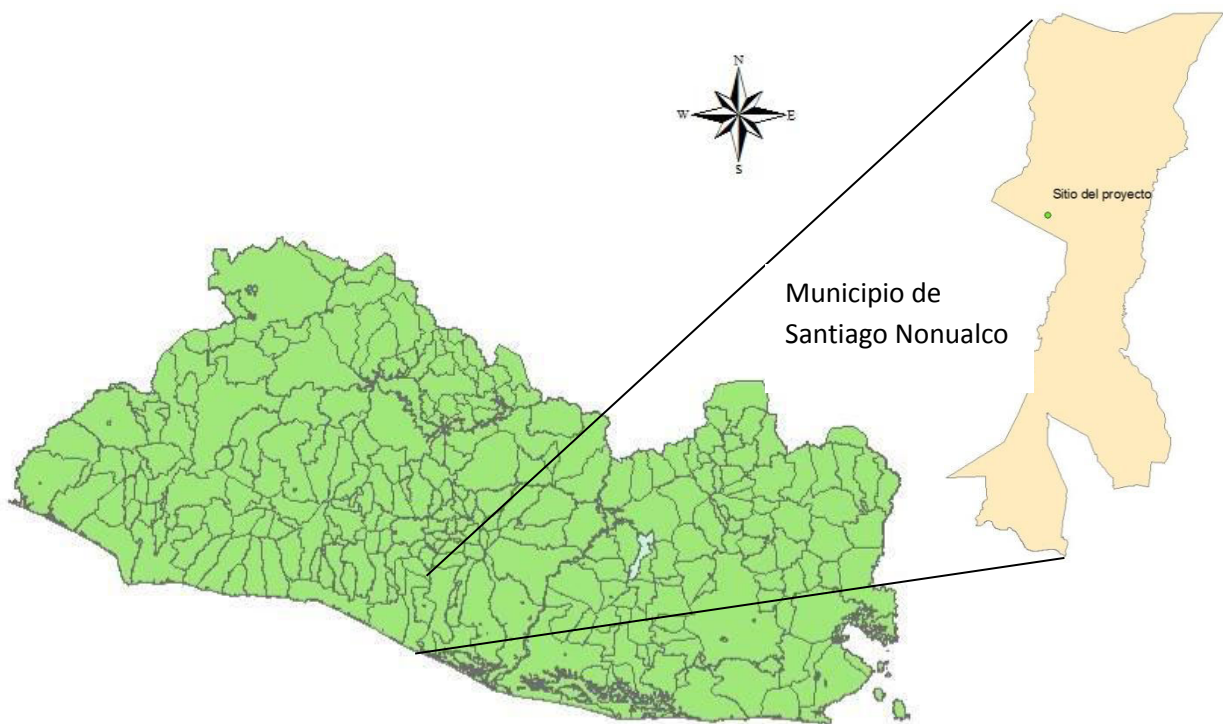 N
W
E
S
Sitio del proyecto
Municipio de
Santiago Nonualco